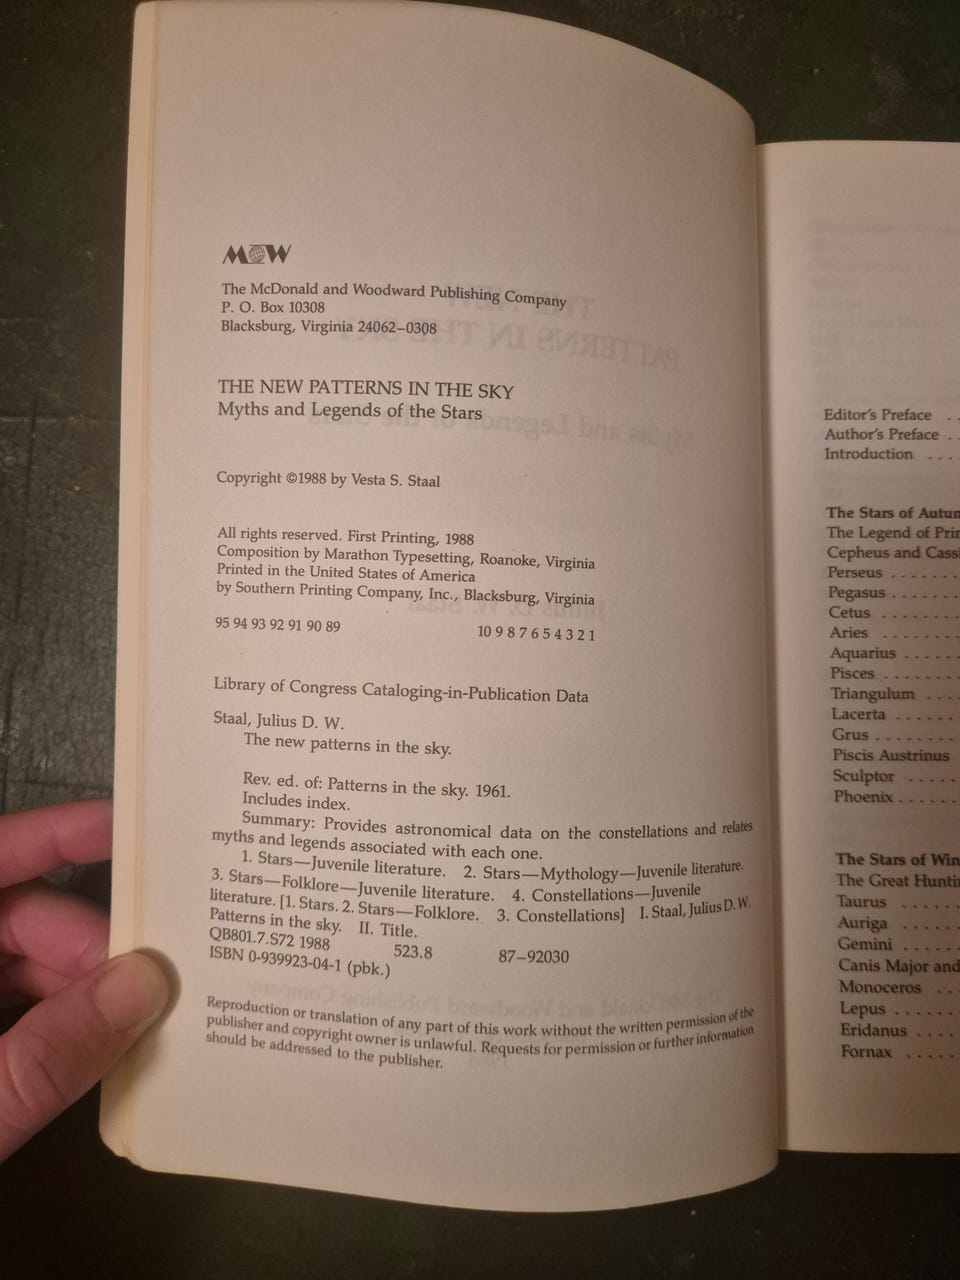 M&W
The McDonald and Woodward Publishing Company
P. O. Box 10308
Blacksburg, Virginia 24062–0308
THE NEW PATTERNS IN THE SKY
Myths and Legends of the Stars
Copyright ©1988 by Vesta S. Staal
All rights reserved. First Printing, 1988
Composition by Marathon Typesetting, Roanoke, Virginia
Printed in the United States of America
by Southern Printing Company, Inc., Blacksburg, Virginia
95 94 93 92 91 90 89 10 9 8 7 6 5 4 3 2 1
Library of Congress Cataloging-in-Publication Data
Staal, Julius D. W.
The new patterns in the sky.
Rev. ed. of: Patterns in the sky. 1961.
Includes index.
Summary: Provides astronomical data on the constellations and relates
myths and legends associated with each one.
1. Stars—Juvenile literature. 2. Stars—Mythology—Juvenile literature.
3. Stars—Folklore—Juvenile literature. 4. Constellations—Juvenile
literature. [1. Stars. 2. Stars—Folklore. 3. Constellations] I. Staal, Julius D. W.
Patterns in the sky. II. Title.
QB801.7.S72 1988 523.8 87–92030
ISBN 0-939923-04-1 (pbk.)
Reproduction or translation of any part of this work without the written permission of the
publisher and copyright owner is unlawful. Requests for permission or further information
should be addressed to the publisher.
Editor's Preface . .
Author's Preface . .
Introduction . . .
The Stars of Autum
The Legend of Prin
Cepheus and Cassi
Perseus . . . . . . .
Pegasus . . . . . . .
Cetus . . . . . . . .
Aries . . . . . . . .
Aquarius . . . . . .
Pisces . . . . . . . .
Triangulum . . . .
Lacerta . . . . . . .
Grus . . . . . . . .
Piscis Austrinus
Sculptor . . . . .
Phoenix . . . . . .
The Stars of Win
The Great Huntin
Taurus . . . . . .
Auriga . . . . . .
Gemini . . . . . .
Canis Major and
Monoceros . . .
Lepus . . . . . .
Eridanus . . . . .
Fornax . . . . .